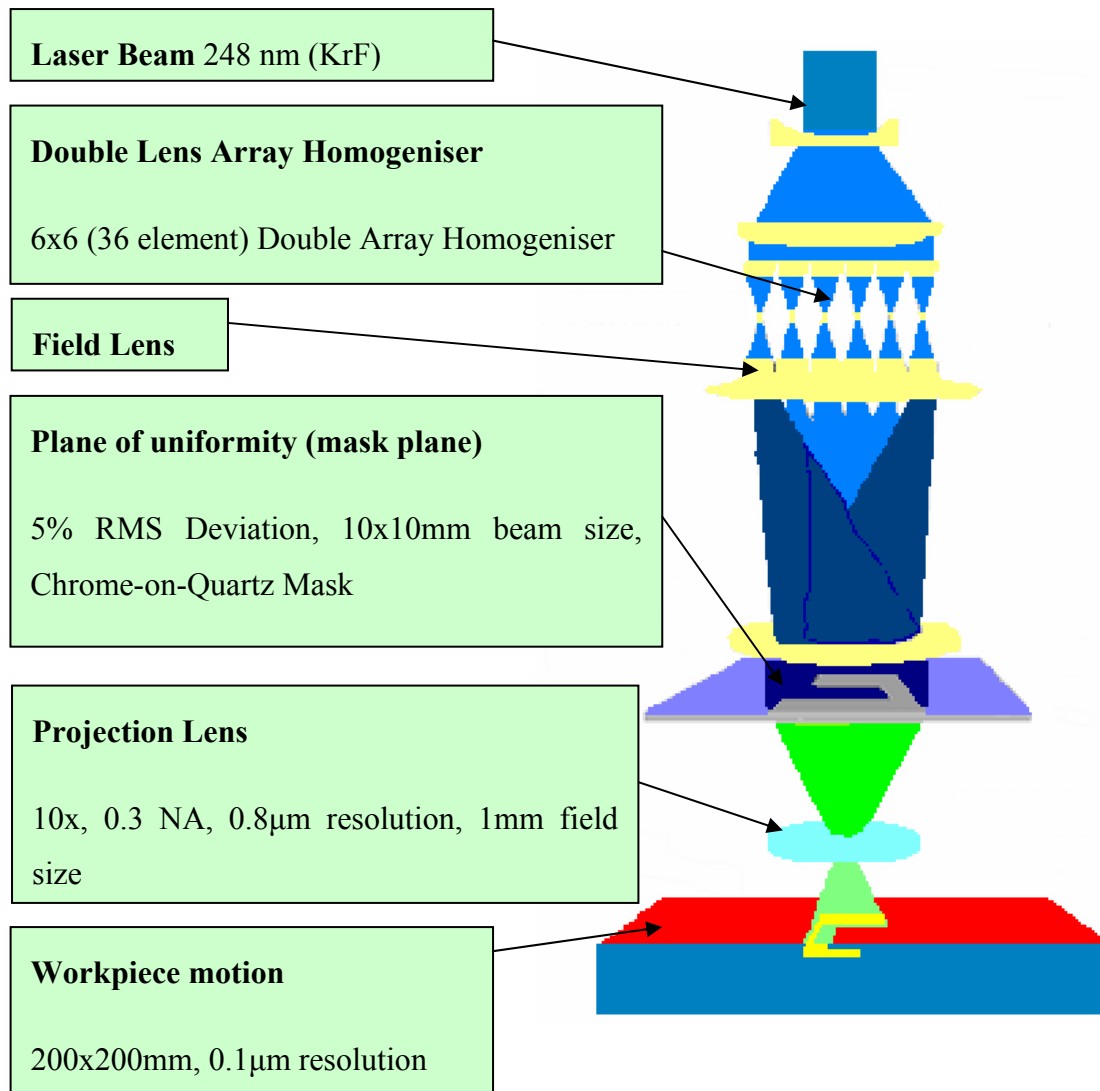 Laser Beam 248 nm (KrF)
Double Lens Array Homogeniser
6x6 (36 element) Double Array Homogeniser
Field Lens
Plane of uniformity (mask plane)
5% RMS Deviation, 10x10mm beam size,
Chrome-on-Quartz Mask
Projection Lens
10x, 0.3 NA, 0.8μm resolution, 1mm field
size
Workpiece motion
200x200mm, 0.1μm resolution